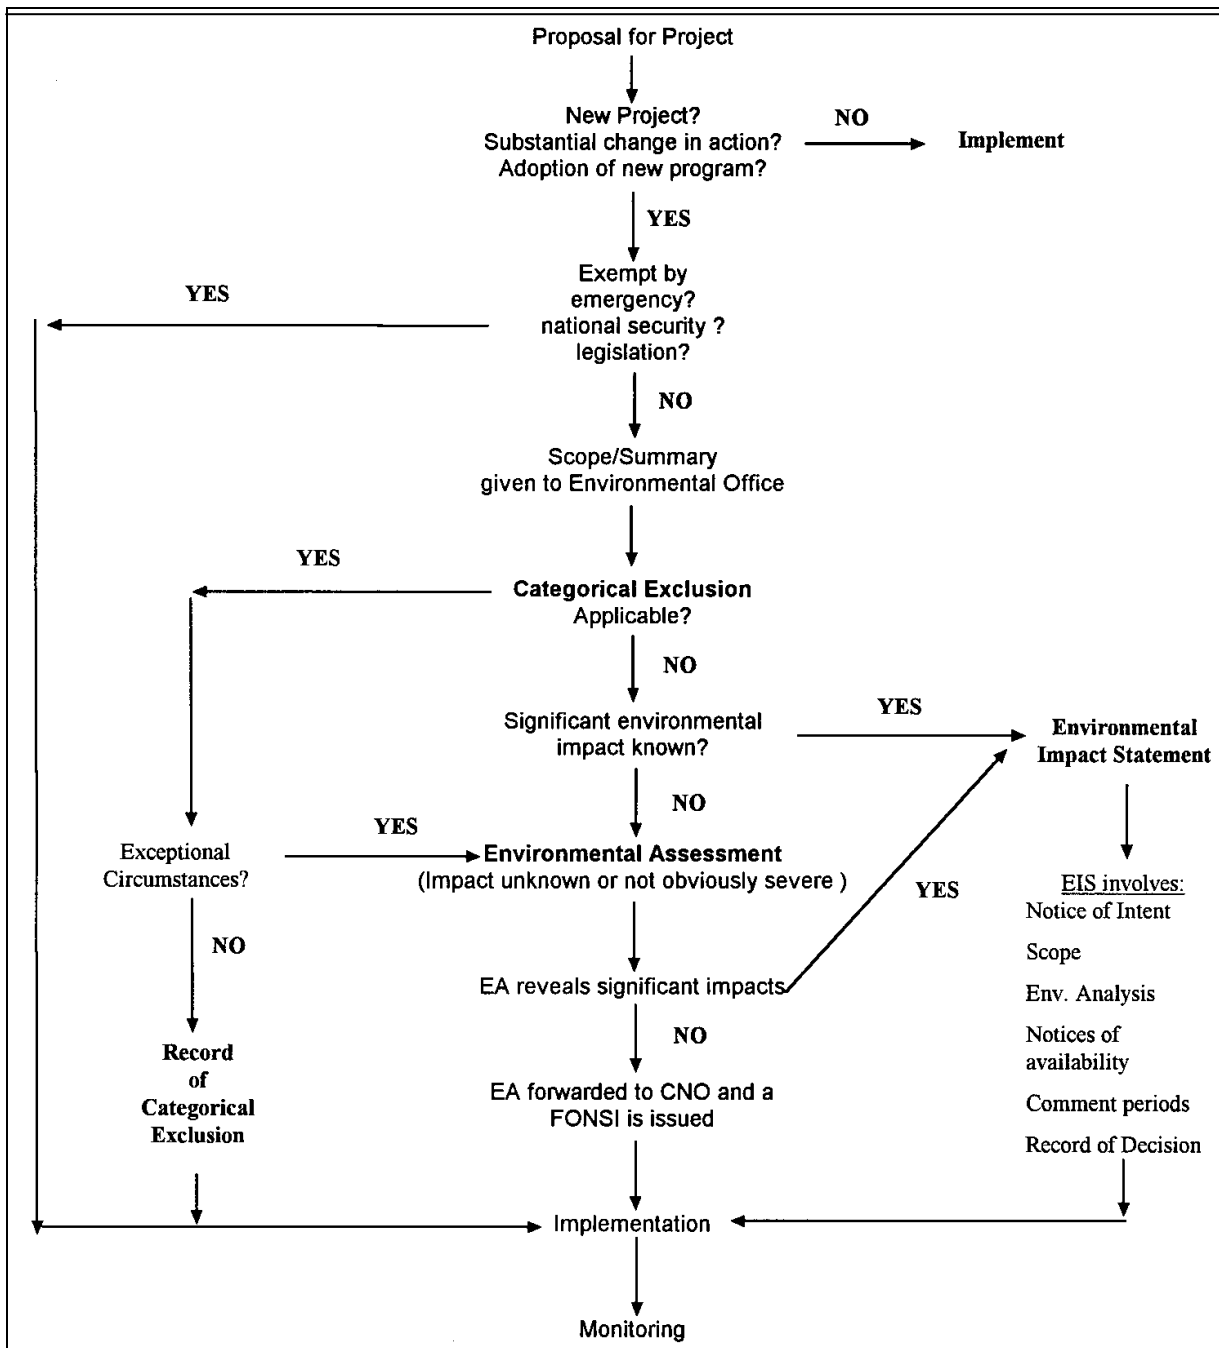 Proposal for Project
New Project?
Substantial change in action?
Adoption of new program?
NO
Implement
YES
Exempt by
emergency?
national security ?
legislation?
YES
NO
Scope/Summary
given to Environmental Office
YES
Categorical Exclusion
Applicable?
NO
Significant environmental
impact known?
YES
Environmental
Impact Statement
NO
Exceptional
Circumstances?
YES
Environmental Assessment
(Impact unknown or not obviously severe )
YES
EIS involves:
Notice of Intent
Scope
Env. Analysis
Notices of
availability
Comment periods
Record of Decision
NO
EA reveals significant impacts
NO
Record
of
Categorical
Exclusion
EA forwarded to CNO and a
FONSI is issued
Implementation
Monitoring